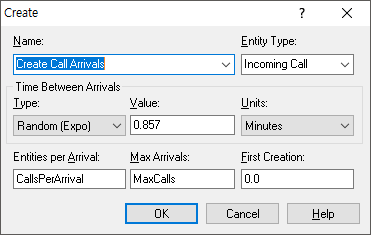 Create
Name: Entity Type:
Create Call Arrivals Incoming Call
Time Between Arrivals
Type: Value: Units:
Random (Expo) 0.857 Minutes
Entities per Arrival: Max Arrivals: First Creation:
CallsPerArrival MaxCalls 0.0
OK Cancel Help